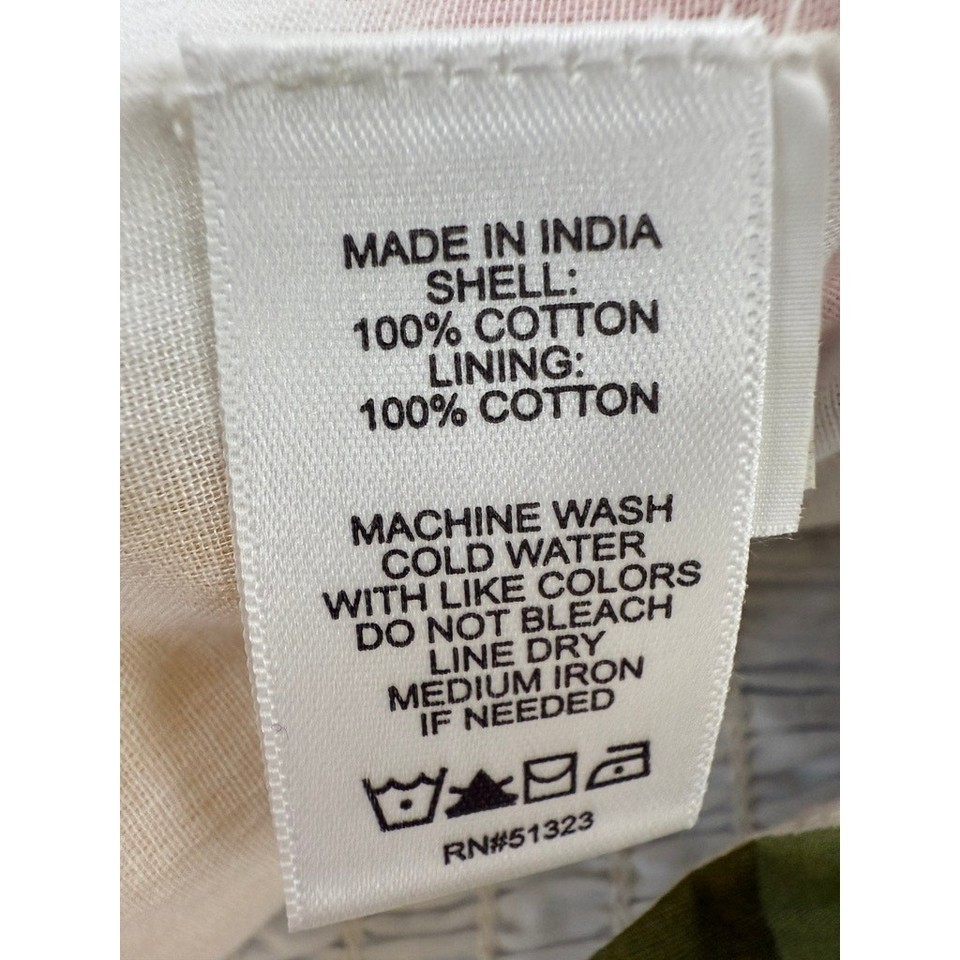 MADE IN INDIA
SHELL:
100% COTTON
LINING:
100% COTTON
MACHINE WASH
COLD WATER
WITH LIKE COLORS
DO NOT BLEACH
LINE DRY
MEDIUM IRON
IF NEEDED
RN#51323